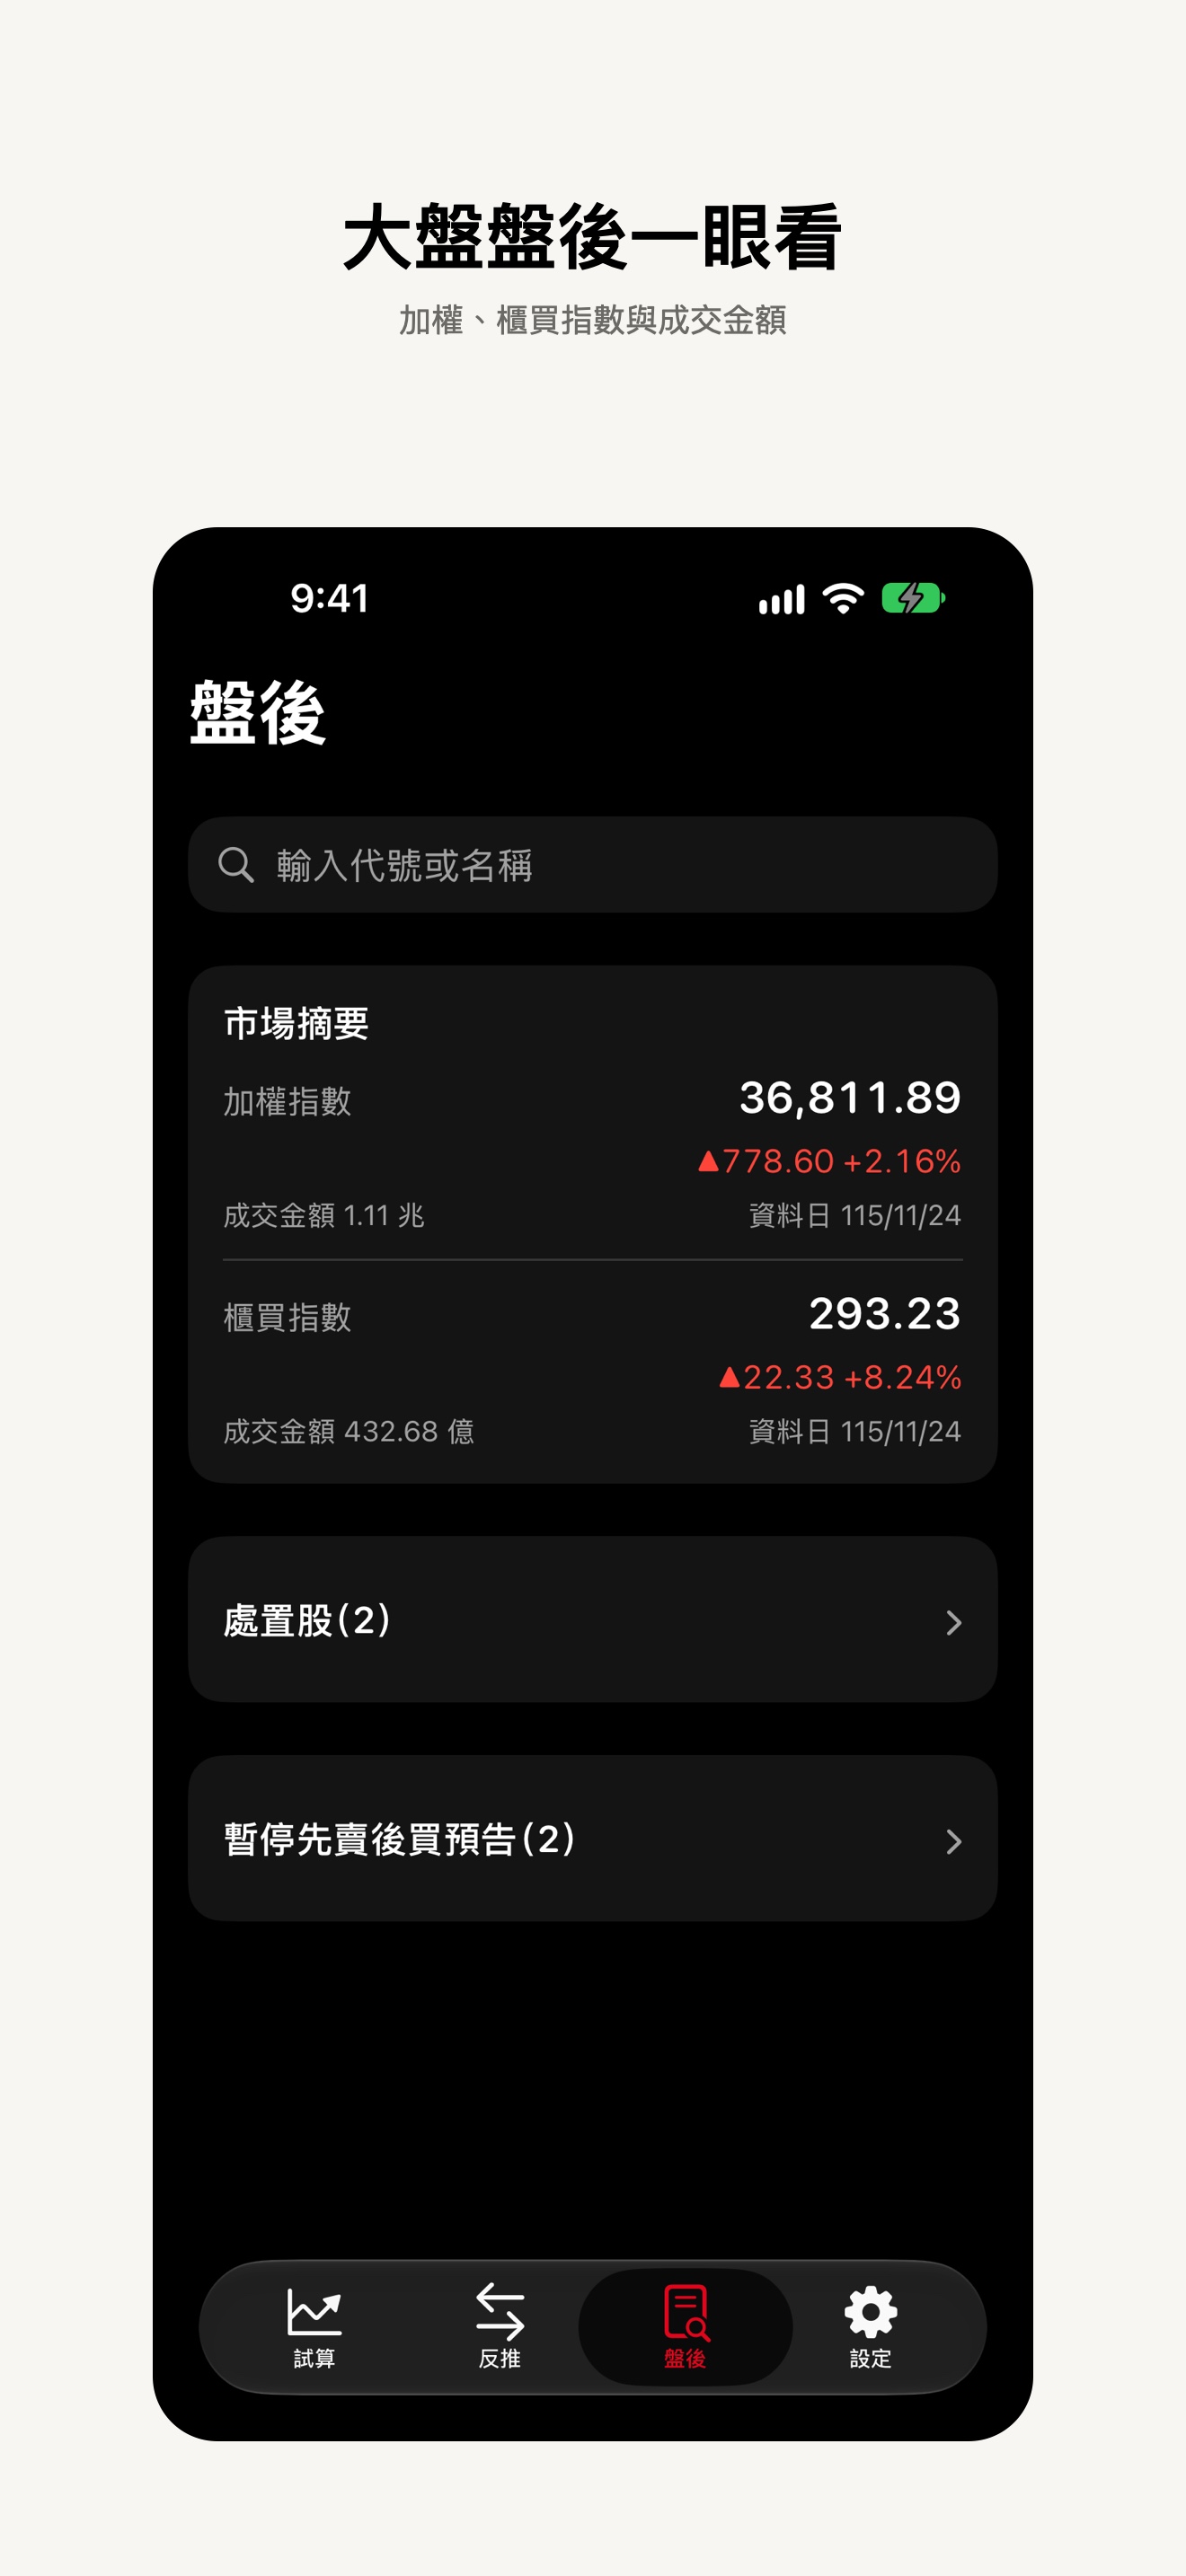 大盤盤後一眼看
加權、櫃買指數與成交金額
9:41
盤後
輸入代號或名稱
市場摘要
加權指數 36,811.89
▲778.60 +2.16%
成交金額 1.11 兆 資料日 115/11/24
櫃買指數 293.23
▲22.33 +8.24%
成交金額 432.68 億 資料日 115/11/24
處置股(2)
暫停先賣後買預告(2)
試算 反推 盤後 設定